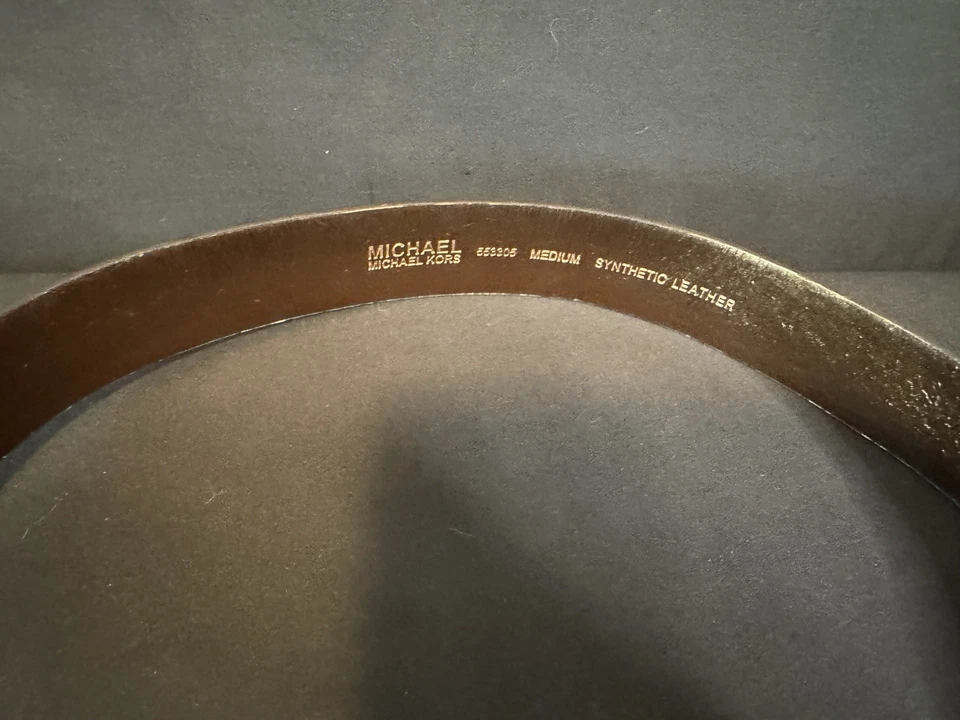 MICHAEL
MICHAEL KORS 553305 MEDIUM SYNTHETIC LEATHER